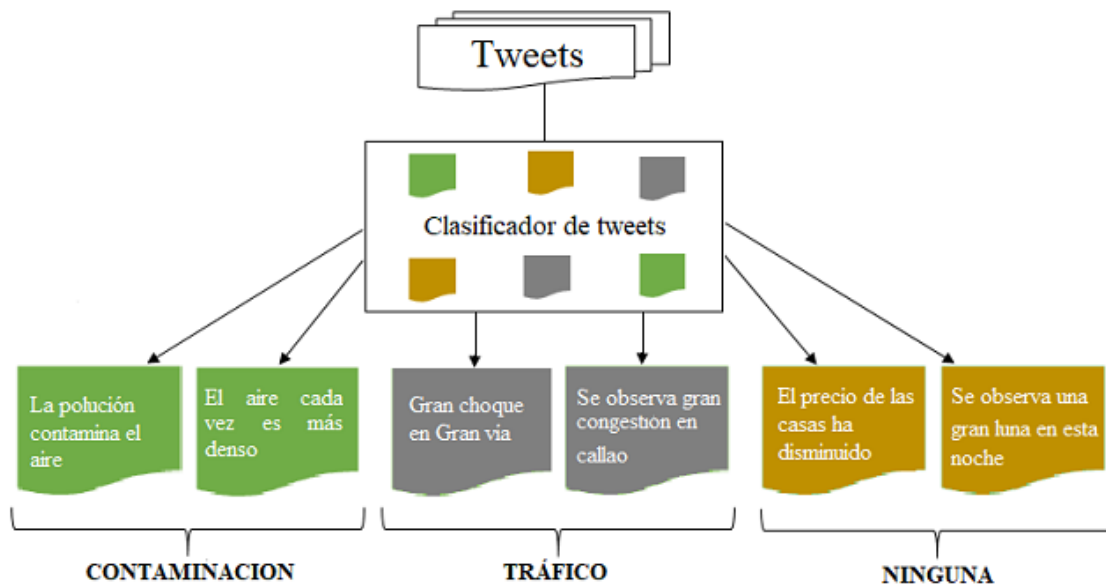 Tweets
Clasificador de tweets
La polución
contamina el
aire
El aire cada
vez es más
denso
Gran choque
en Gran vía
Se observa gran
congestión en
callao
El precio de las
casas ha
disminuido
Se observa una
gran luna en esta
noche
CONTAMINACION
TRÁFICO
NINGUNA